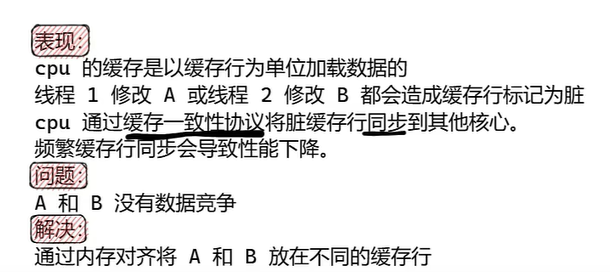 表现:
cpu 的缓存是以缓存行为单位加载数据的
线程 1 修改 A 或线程 2 修改 B 都会造成缓存行标记为脏
cpu 通过缓存一致性协议将脏缓存行同步到其他核心。
频繁缓存行同步会导致性能下降。
问题:
A 和 B 没有数据竞争
解决:
通过内存对齐将 A 和 B 放在不同的缓存行